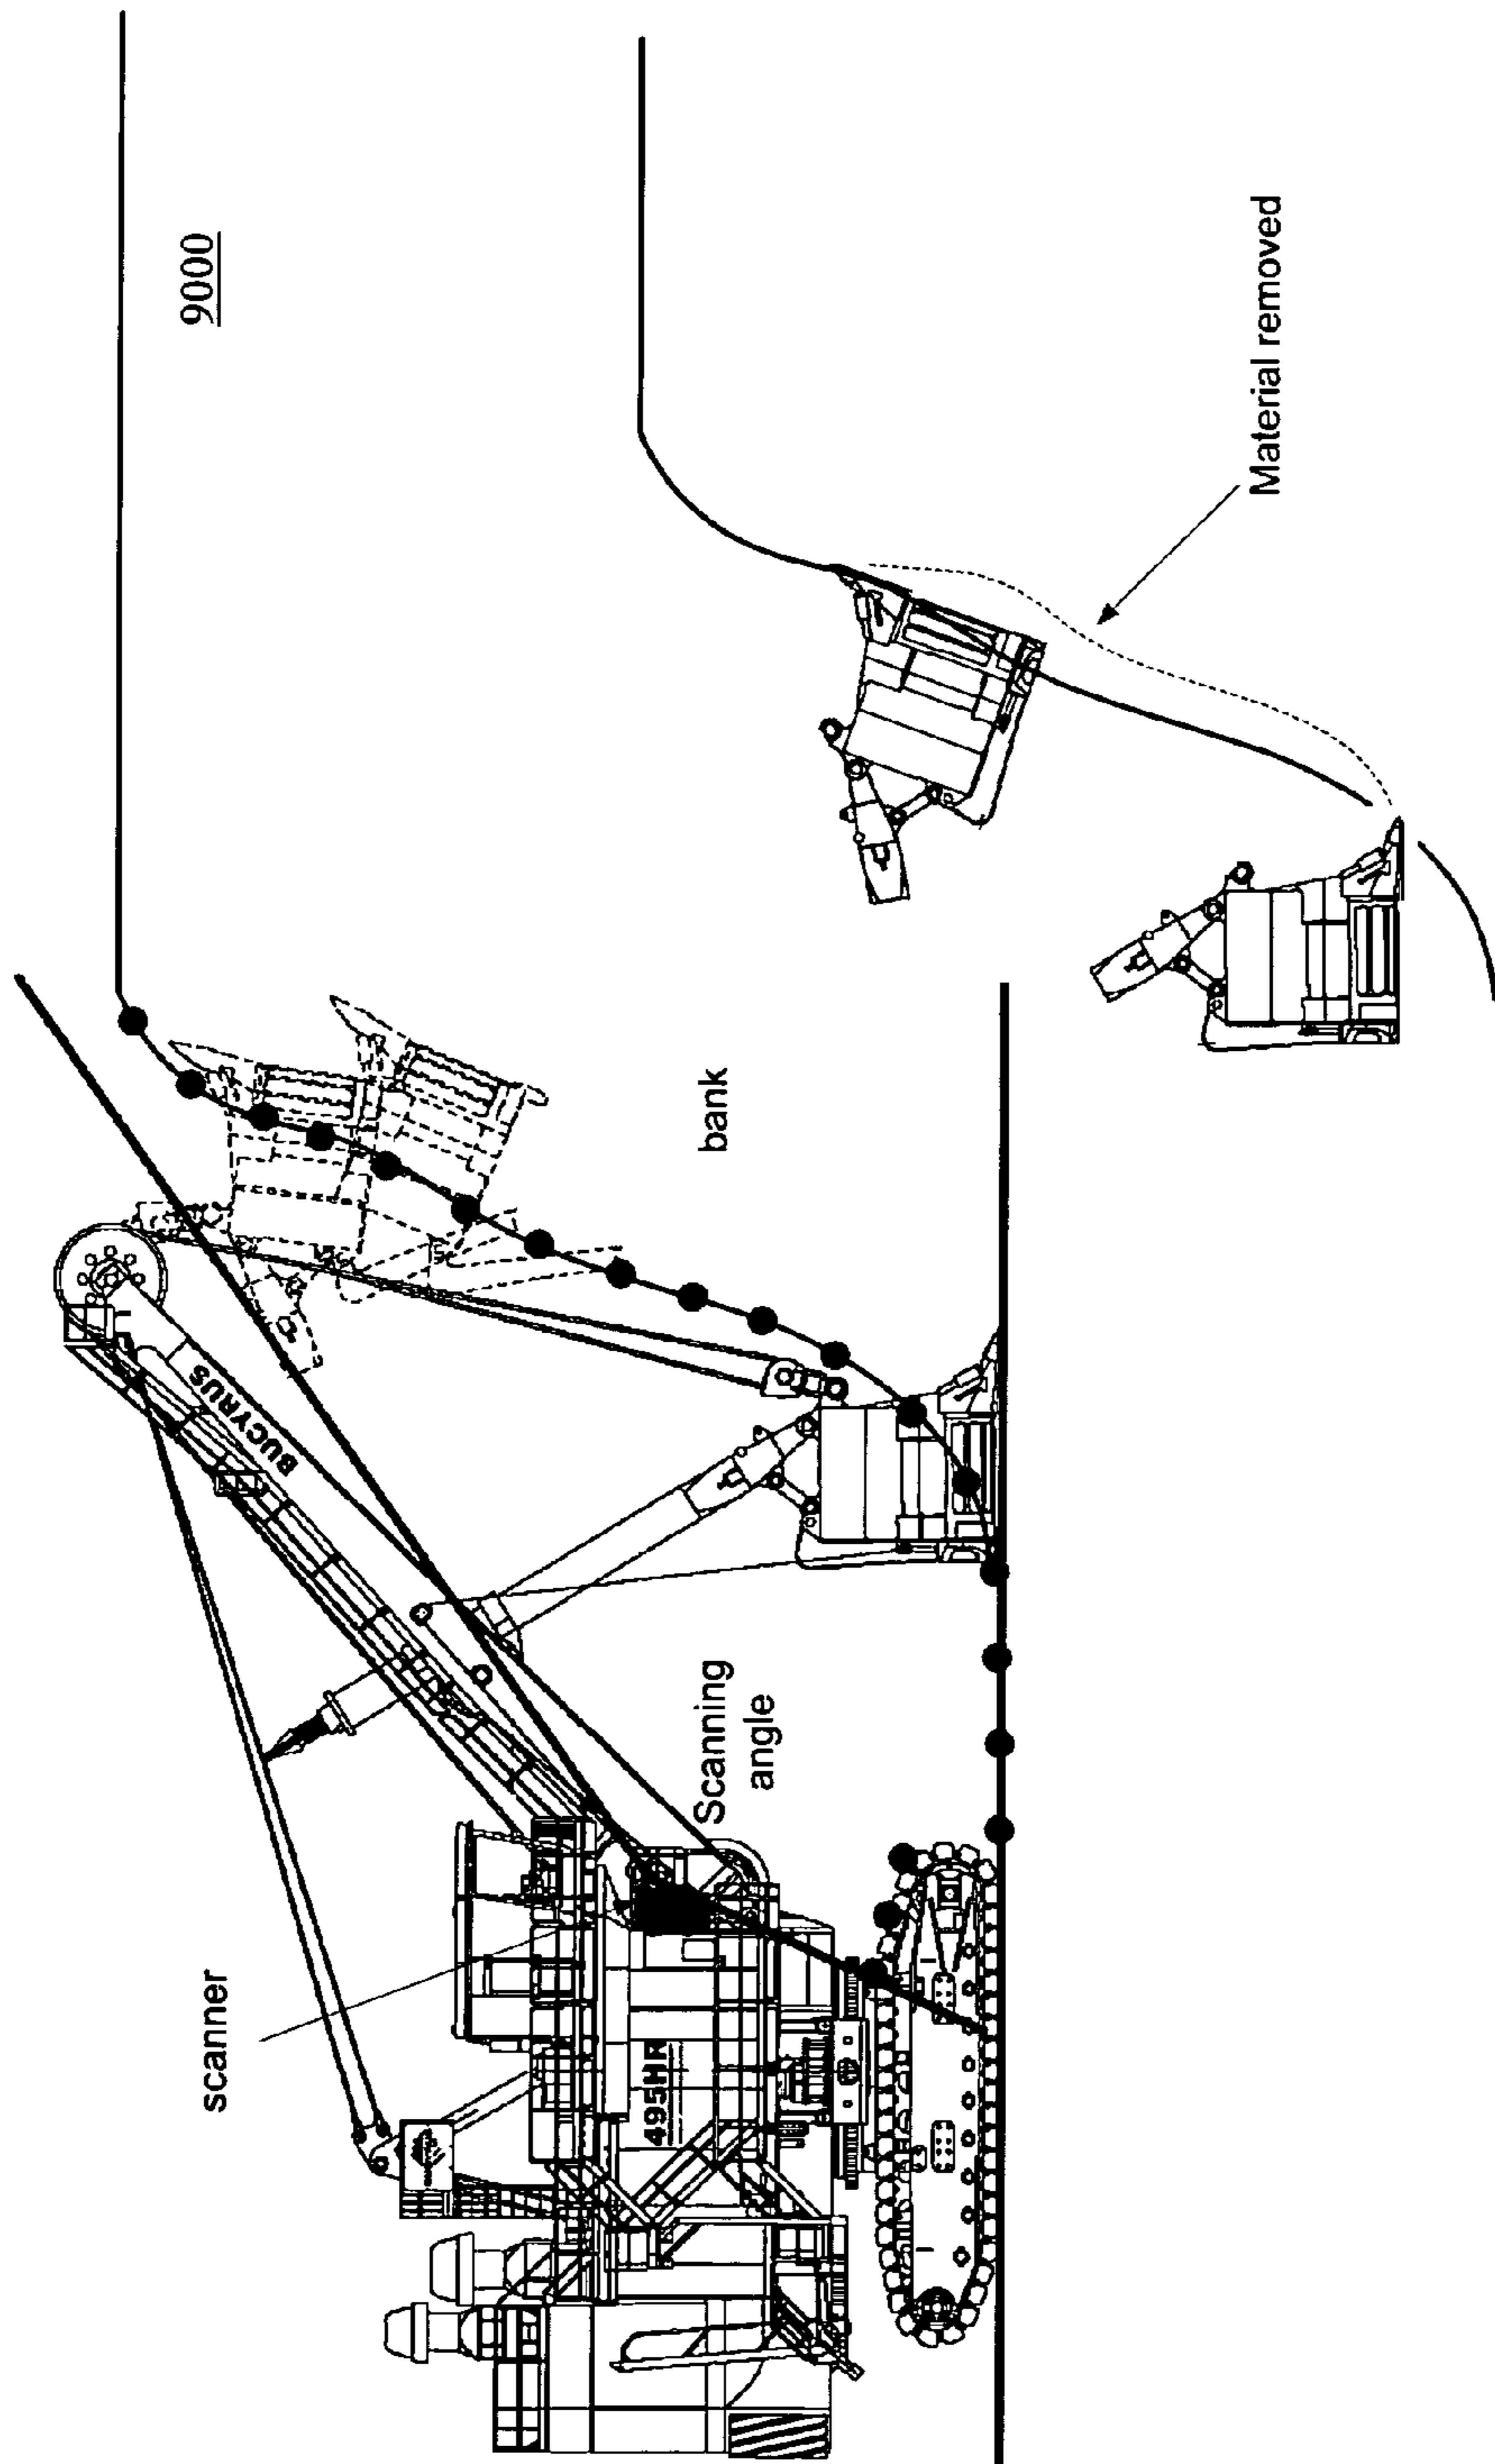 9000
scanner
BUCYRUS
Scanning
angle
bank
495HR
Material removed